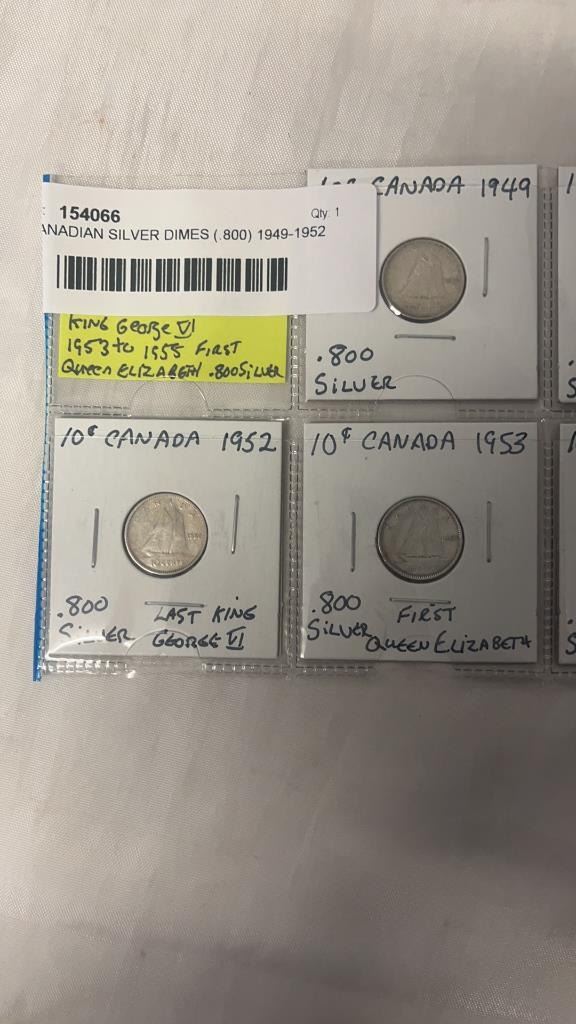 154066
Qty: 1
ANADIAN SILVER DIMES (.800) 1949-1952
KING GEORGE VI
1953 to 1955 FIRST
QUEEN ELIZABETH .800 SILVER
CANADA 1949
.800
SILVER
10¢ CANADA 1952
.800
SILVER
LAST KING
GEORGE VI
10¢ CANADA 1953
.800
SILVER
FIRST
QUEEN ELIZABETH